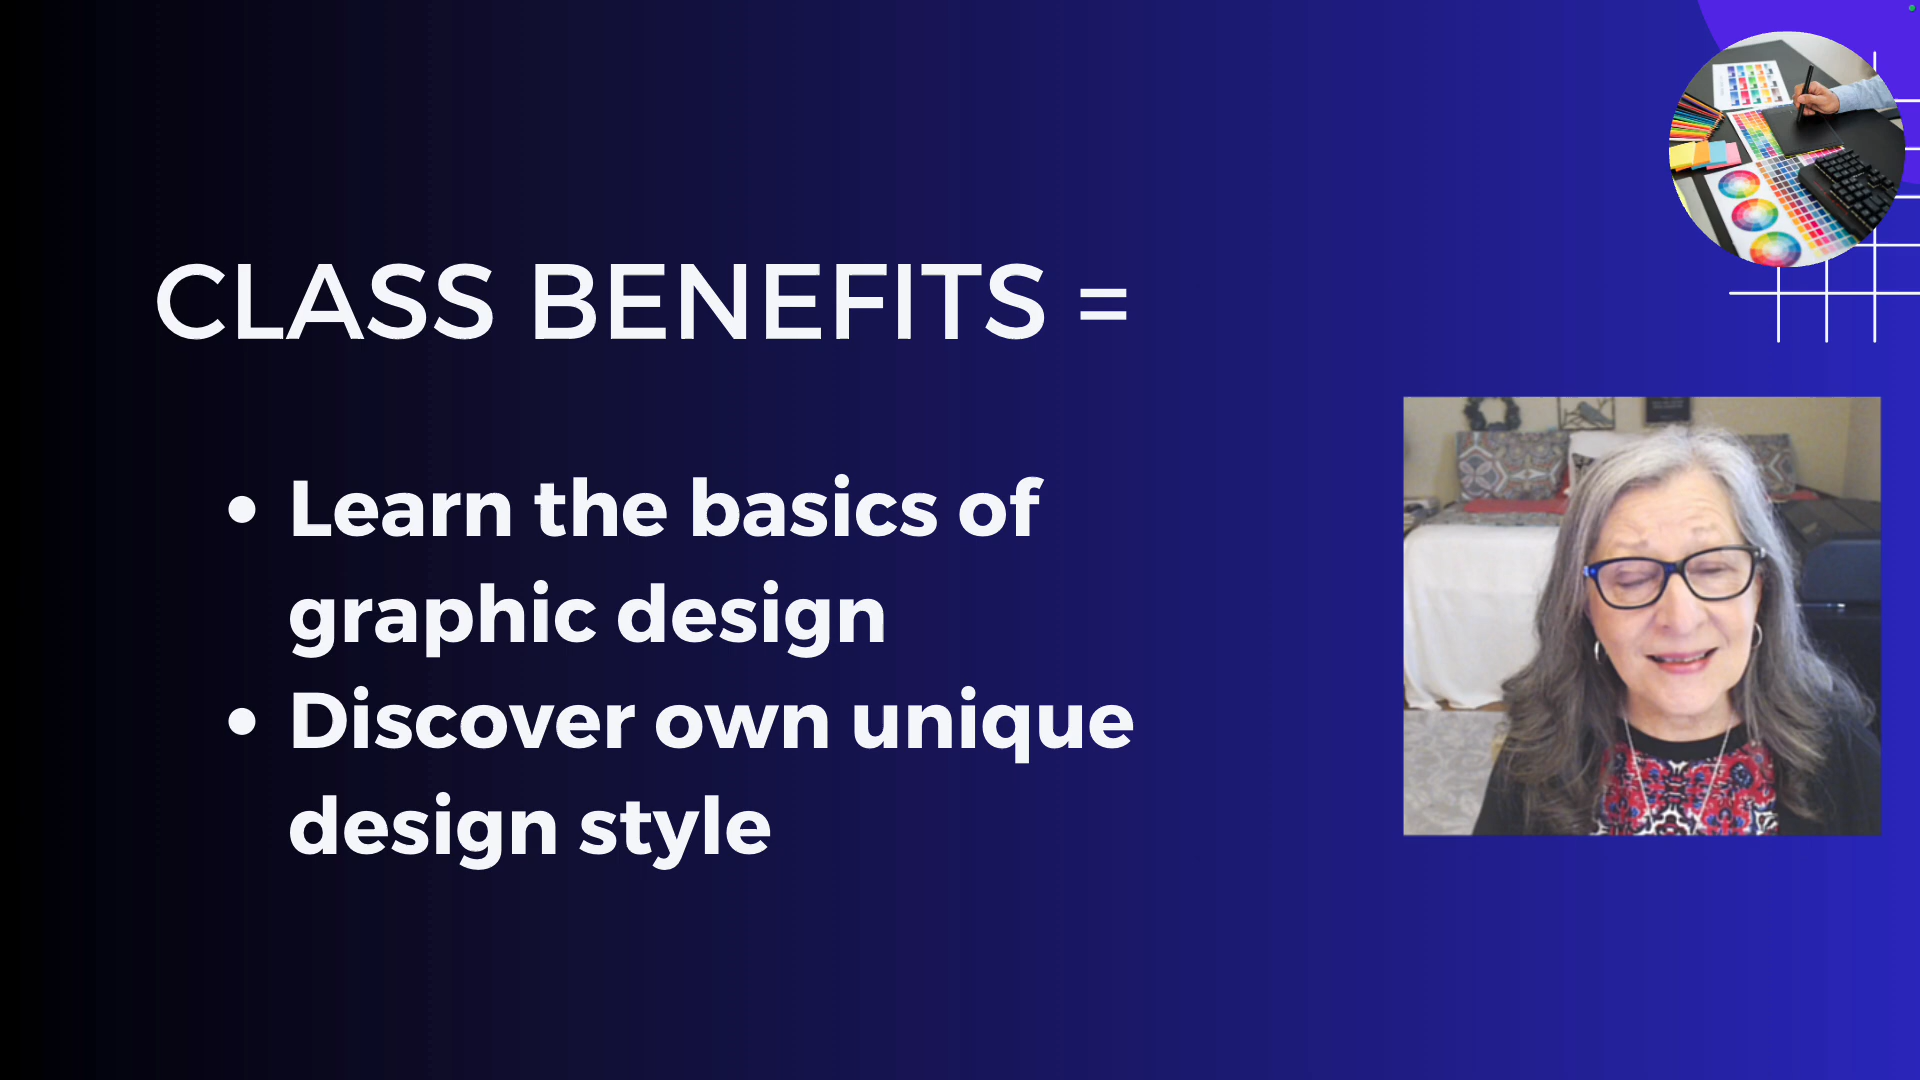 CLASS BENEFITS =
• Learn the basics of
graphic design
• Discover own unique
design style